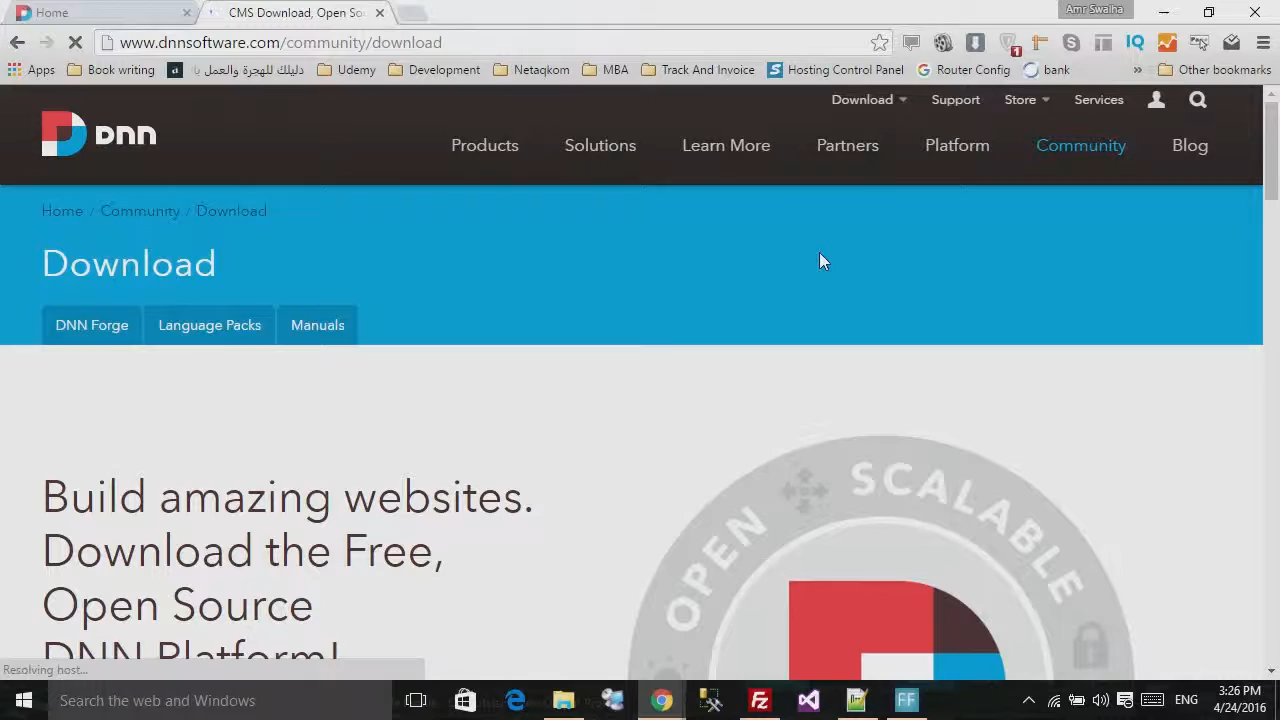 Home
CMS Download, Open So
Amr Swalha
www.dnnsoftware.com/community/download
1
Apps
Book writing
a
دليلك للهجرة والعمل با
Udemy
Development
Netaqkom
MBA
Track And Invoice
Hosting Control Panel
Router Config
bank
»
Other bookmarks
Download
Support
Store
Services
DNN
Products
Solutions
Learn More
Partners
Platform
Community
Blog
Home / Community / Download
Download
DNN Forge
Language Packs
Manuals
Build amazing websites.
Download the Free,
Open Source
DNN Platform!
OPEN
SCALABLE
Resolving host...
Search the web and Windows
ENG
3:26 PM
4/24/2016